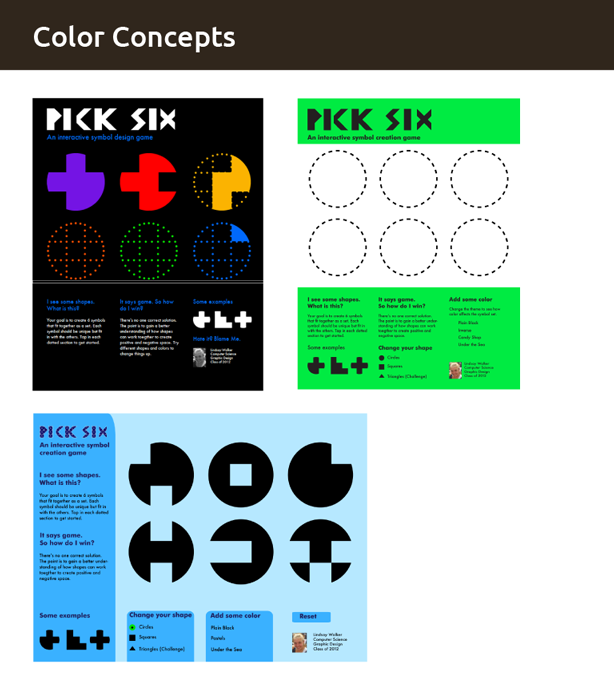 Color Concepts
PICK SIX
An interactive symbol design game
I see some shapes.
What is this?
Your goal is to create 6 symbols
that fit together as a set. Each
symbol should be unique but fit
in with the others. Tap in each
dotted section to get started.
It says game. So how
do I win?
There's no one correct solution.
The point is to gain a better
understanding of how shapes
can work together to create
positive and negative space. Try
different shapes and colors to
change things up.
Some examples
Hate it? Blame Me.
Lindsay Walker
Computer Science
Graphic Design
Class of 2012
PICK SIX
An interactive symbol creation game
I see some shapes.
What is this?
Your goal is to create 6 symbols
that fit together as a set. Each
symbol should be unique but fit
in with the others. Tap in each
dotted section to get started.
Some examples
It says game.
So how do I win?
There's no one correct solution.
The point is to gain a better under-
standing of how shapes can work
together to create positive and
negative space.
Change your shape
Circles
Squares
Triangles (Challenge)
Add some color
Change the theme to see how
color affects the symbol set
Plain Black
Inverse
Candy Shop
Under the Sea
Lindsay Walker
Computer Science
Graphic Design
Class of 2012
PICK SIX
An interactive symbol
creation game
I see some shapes.
What is this?
Your goal is to create 6 symbols
that fit together as a set. Each
symbol should be unique but fit in
with the others. Tap in each dotted
section to get started.
It says game.
So how do I win?
There's no one correct solution.
The point is to gain a better under-
standing of how shapes can work
together to create positive and
negative space.
Some examples
Change your shape
Circles
Squares
Triangles (Challenge)
Add some color
Plain Black
Pastels
Under the Sea
Reset
Lindsay Walker
Computer Science
Graphic Design
Class of 2012